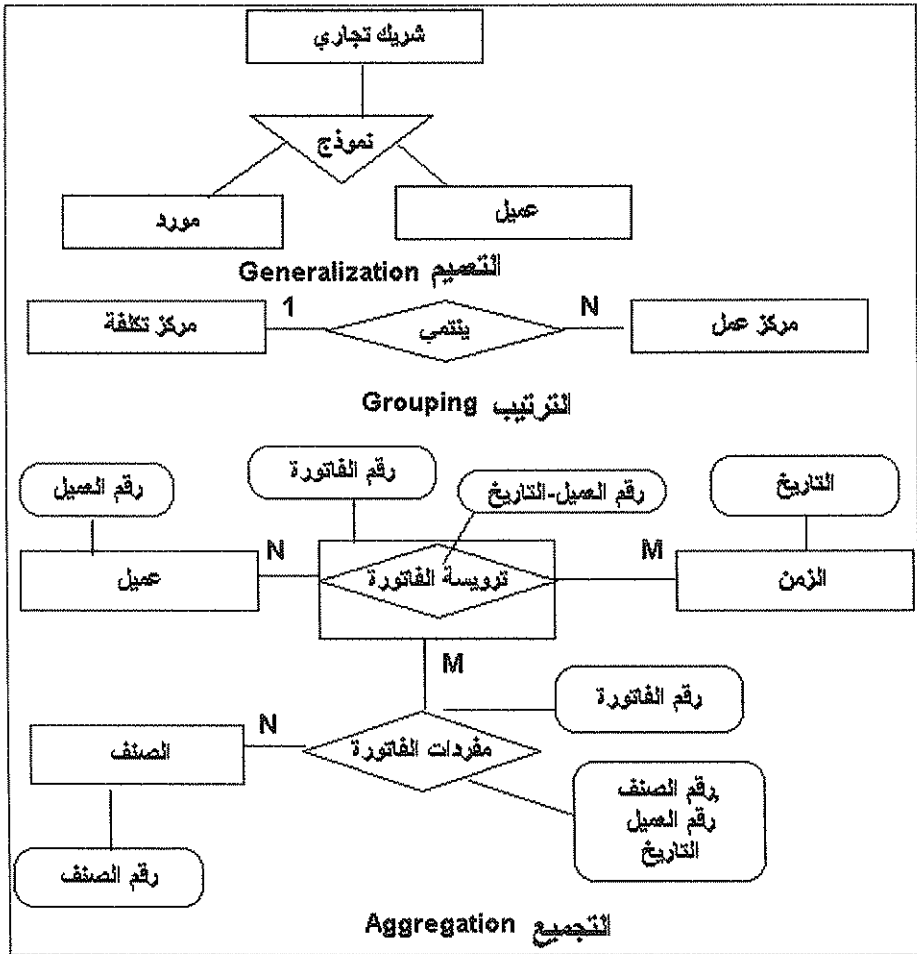 شريك تجاري
نموذج
عميل
مورد
التعميم Generalization
مركز عمل
N
ينتمي
1
مركز تكلفة
الترتيب Grouping
التاريخ
رقم العميل-التاريخ
رقم الفاتورة
رقم العميل
الزمن
M
ترويسة الفاتورة
N
عميل
M
رقم الفاتورة
مفردات الفاتورة
N
الصنف
رقم الصنف,
رقم العميل
التاريخ
رقم الصنف
التجميع Aggregation